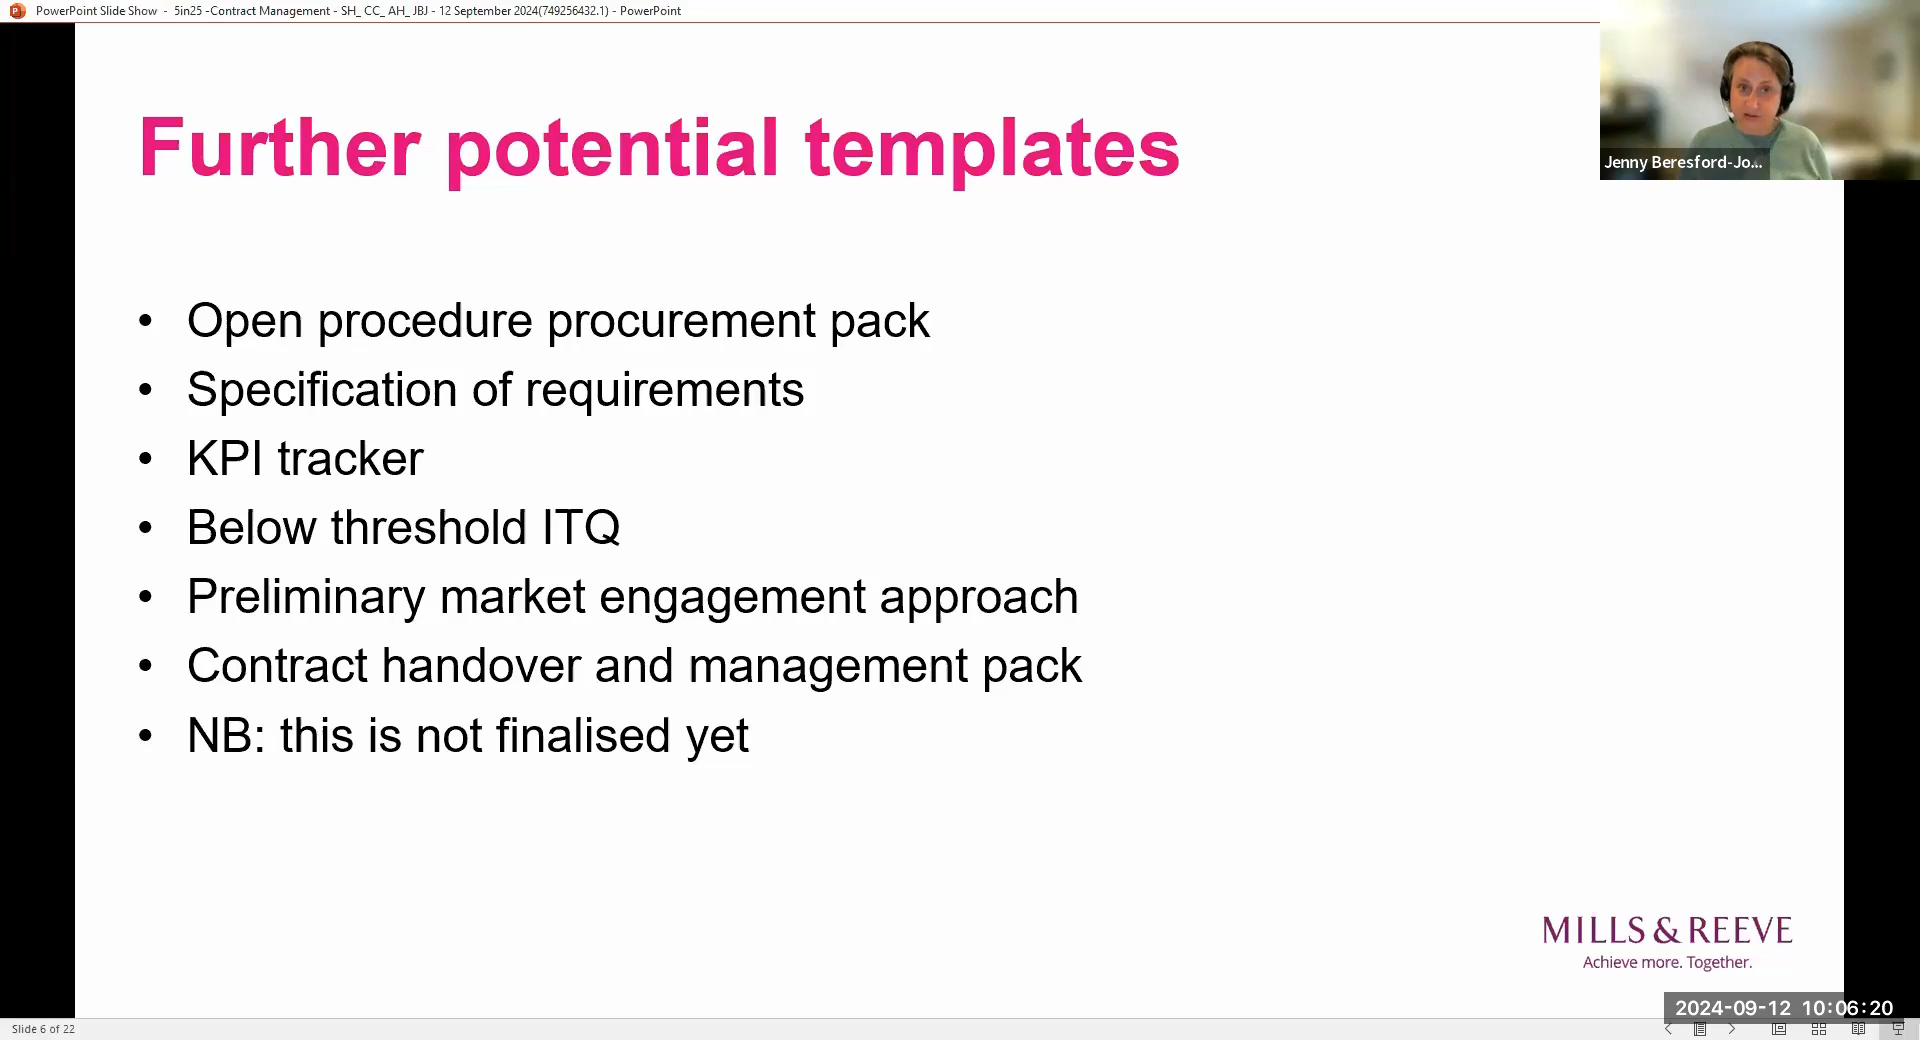 PowerPoint Slide Show - 5in25 -Contract Management - SH_ CC_ AH_ JBJ - 12 September 2024(749256432.1) - PowerPoint
Jenny Beresford-Jo...
Further potential templates
• Open procedure procurement pack
• Specification of requirements
• KPI tracker
• Below threshold ITQ
• Preliminary market engagement approach
• Contract handover and management pack
• NB: this is not finalised yet
MILLS & REEVE
Achieve more. Together.
2024-09-12 10:06:20
Slide 6 of 22